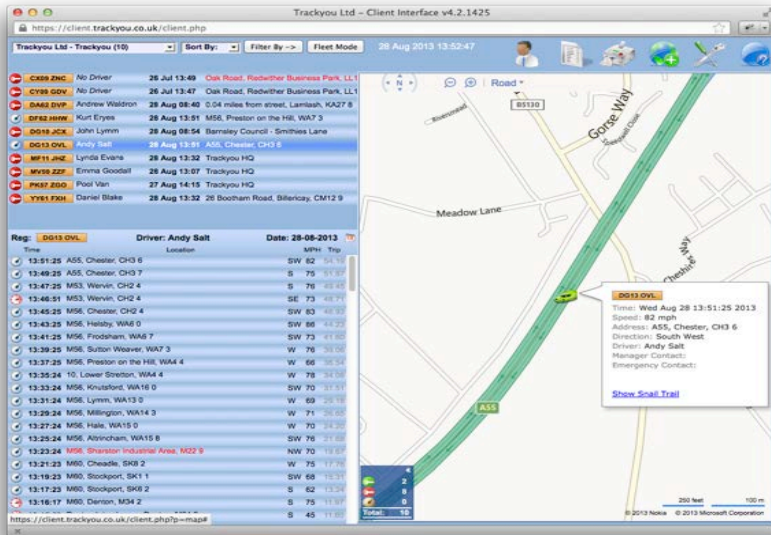 Trackyou Ltd – Client Interface v4.2.1425
https://client.trackyou.co.uk/client.php
Trackyou Ltd - Trackyou (10) Sort By: Filter By -> Fleet Mode 28 Aug 2013 13:52:47
CX09 ZNC No Driver 26 Jul 13:49 Oak Road, Redwither Business Park, LL1
CY08 GDV No Driver 26 Jul 13:47 Oak Road, Redwither Business Park, LL1
DA62 DVP Andrew Waldron 28 Aug 08:40 0.04 miles from street, Lamlash, KA27 8
DF62 HHW Kurt Eryes 28 Aug 13:51 M56, Preston on the Hill, WA7 3
DG10 JCX John Lymm 28 Aug 08:54 Barnsley Council - Smithies Lane
DG13 OVL Andy Salt 28 Aug 13:51 A55, Chester, CH3 6
MF11 JHZ Lynda Evans 28 Aug 13:32 Trackyou HQ
MV59 ZZF Emma Goodall 26 Aug 13:07 Trackyou HQ
PK57 ZGO Pool Van 27 Aug 14:15 Trackyou HQ
YY61 FXH Daniel Blake 28 Aug 13:32 26 Bootham Road, Billericay, CM12 9
Reg: DG13 OVL Driver: Andy Salt Date: 28-08-2013
Time Location MPH Trip
13:51:25 A55, Chester, CH3 6 SW 82
13:49:25 A55, Chester, CH3 7 S 75
13:47:25 M53, Wervin, CH2 4 S 76
13:46:51 M53, Wervin, CH2 4 SE 73
13:45:25 M56, Chester, CH2 4 SW 83
13:43:25 M56, Helsby, WA6 0 SW 86
13:41:25 M56, Frodsham, WA6 7 SW 73
13:39:25 M56, Sutton Weaver, WA7 3 W 76
13:37:25 M56, Preston on the Hill, WA4 4 W 66
13:35:24 10, Lower Stretton, WA4 4 W 78
13:33:24 M56, Knutsford, WA16 0 SW 70
13:31:24 M56, Lymm, WA13 0 W 69
13:29:24 M56, Millington, WA14 3 W 71
13:27:24 M56, Hale, WA15 0 W 70
13:25:24 M56, Altrincham, WA15 8 SW 76
13:23:24 M56, Sharston Industrial Area, M22 9 NW 70
13:21:23 M60, Cheadle, SK8 2 W 75
13:19:23 M60, Stockport, SK1 1 SW 68
13:17:23 M60, Stockport, SK6 2 S 62
13:16:17 M60, Denton, M34 2 S 75
S 45
https://client.trackyou.co.uk/client.php?p=map#
N Road
B5130
Riversmead
Gorse Way
Speedwell Close
Meadow Lane
Cheshire Way
A55
DG13 OVL
Time: Wed Aug 28 13:51:25 2013
Speed: 82 mph
Address: A55, Chester, CH3 6
Direction: South West
Driver: Andy Salt
Manager Contact:
Emergency Contact:
Show Snail Trail
2
8
0
Total: 10
250 feet 100 m
© 2013 Nokia © 2013 Microsoft Corporation